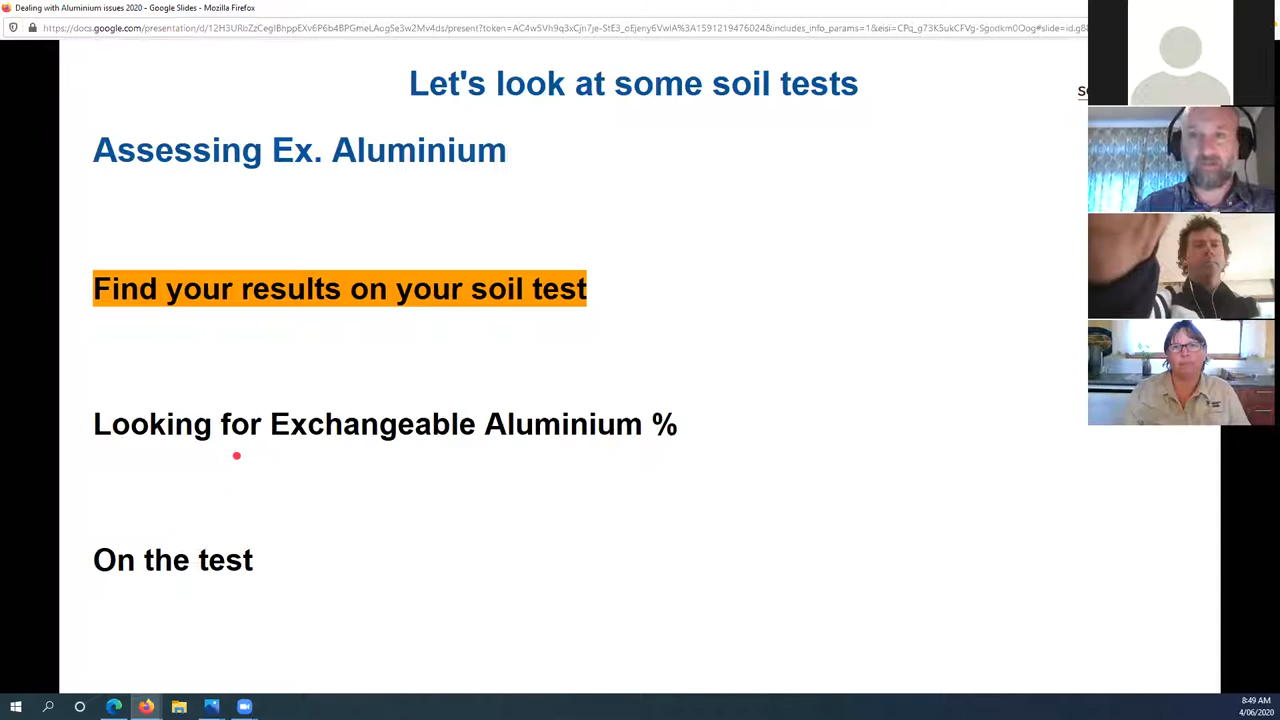 Dealing with Aluminium issues 2020 - Google Slides - Mozilla Firefox
Let's look at some soil tests
Assessing Ex. Aluminium
Find your results on your soil test
Looking for Exchangeable Aluminium %
On the test
8:49 AM
4/06/2020